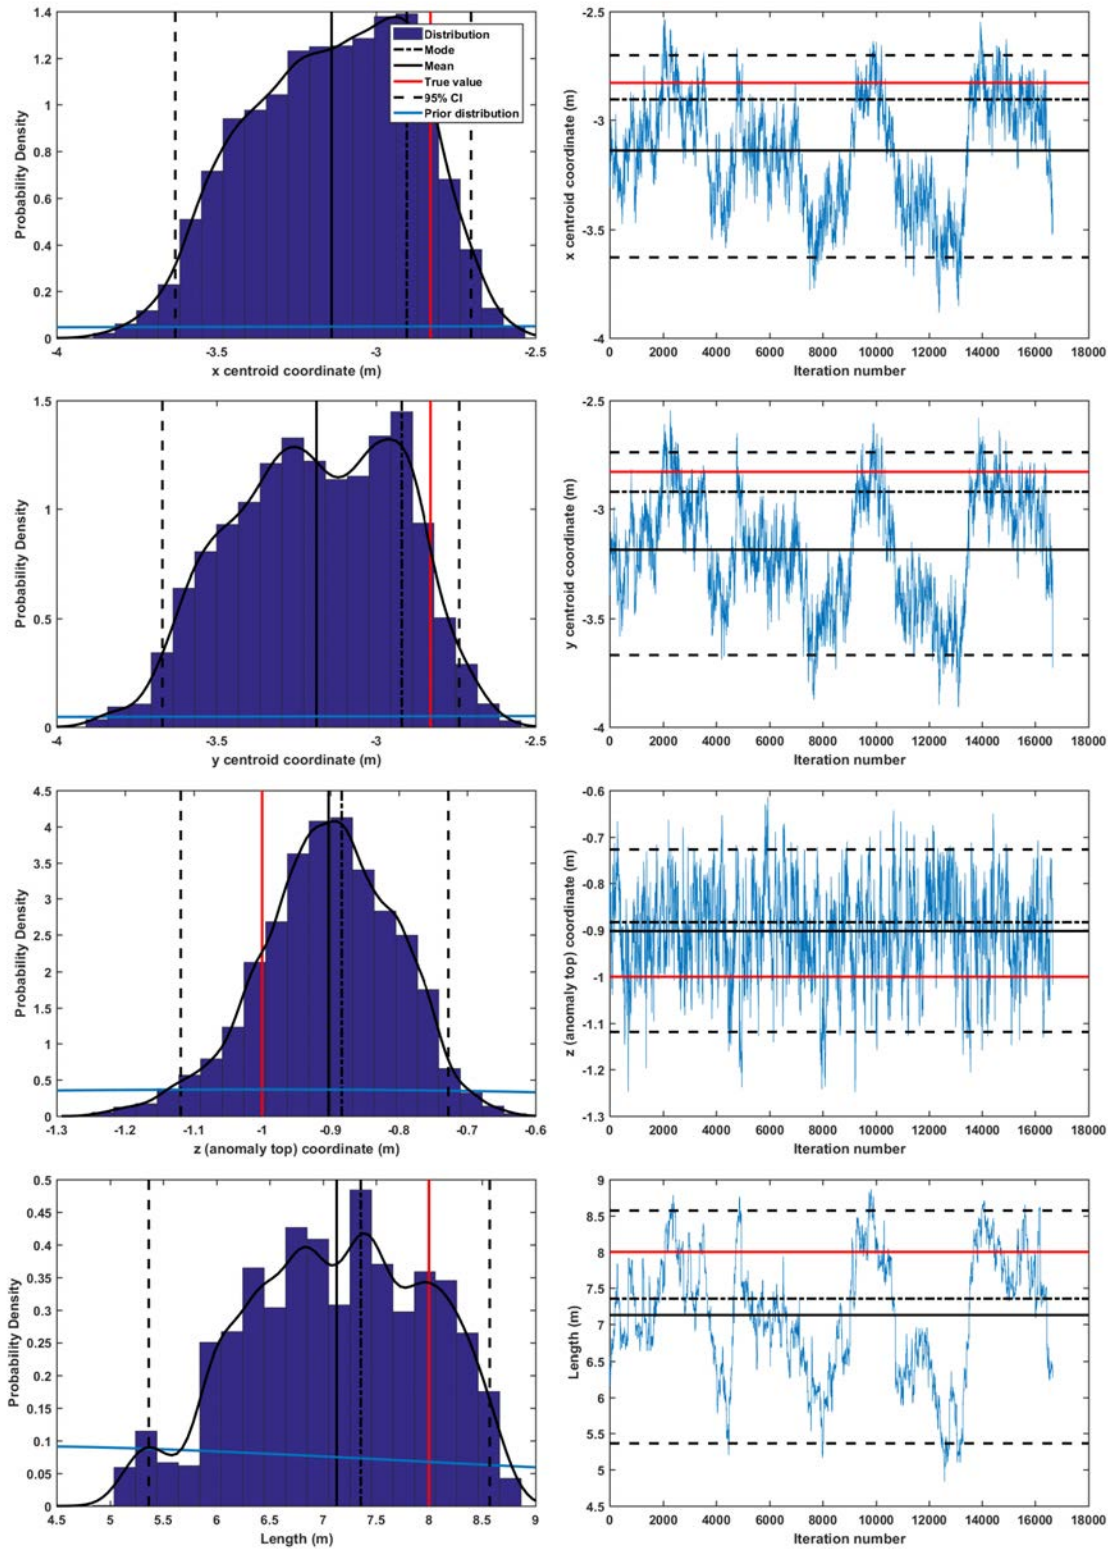 1.4
1.2
1
0.8
0.6
0.4
0.2
0
Probability Density
-4 -3.5 -3 -2.5
x centroid coordinate (m)
Distribution
Mode
Mean
True value
95% CI
Prior distribution
-2.5
-3
-3.5
-4
x centroid coordinate (m)
0 2000 4000 6000 8000 10000 12000 14000 16000 18000
Iteration number
1.5
1
0.5
0
Probability Density
-4 -3.5 -3 -2.5
y centroid coordinate (m)
-2.5
-3
-3.5
-4
y centroid coordinate (m)
0 2000 4000 6000 8000 10000 12000 14000 16000 18000
Iteration number
4.5
4
3.5
3
2.5
2
1.5
1
0.5
0
Probability Density
-1.3 -1.2 -1.1 -1 -0.9 -0.8 -0.7 -0.6
z (anomaly top) coordinate (m)
-0.6
-0.7
-0.8
-0.9
-1
-1.1
-1.2
-1.3
z (anomaly top) coordinate (m)
0 2000 4000 6000 8000 10000 12000 14000 16000 18000
Iteration number
0.5
0.45
0.4
0.35
0.3
0.25
0.2
0.15
0.1
0.05
0
Probability Density
4.5 5 5.5 6 6.5 7 7.5 8 8.5 9
Length (m)
9
8.5
8
7.5
7
6.5
6
5.5
5
4.5
Length (m)
0 2000 4000 6000 8000 10000 12000 14000 16000 18000
Iteration number